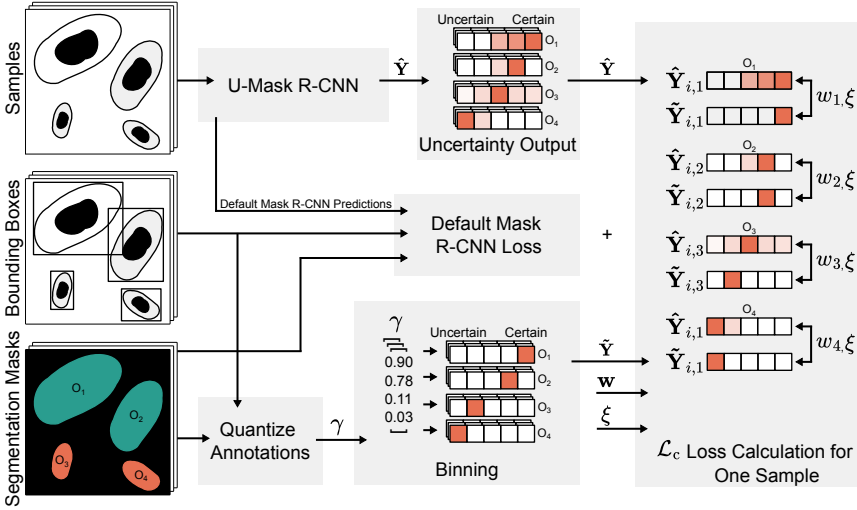 Samples
U-Mask R-CNN
Ŷ
Uncertain Certain
O1
O2
O3
O4
Uncertainty Output
Ŷ
Bounding Boxes
Default Mask R-CNN Predictions
Default Mask
R-CNN Loss
+
Segmentation Masks
O1
O2
O3
O4
Quantize
Annotations
γ
γ
0.90
0.78
0.11
0.03
Uncertain Certain
O1
O2
O3
O4
Binning
Ỹ
w
ξ
O1
Ŷi,1
Ỹi,1
w1,ξ
O2
Ŷi,2
Ỹi,2
w2,ξ
O3
Ŷi,3
Ỹi,3
w3,ξ
O4
Ŷi,1
Ỹi,1
w4,ξ
ℒc Loss Calculation for
One Sample